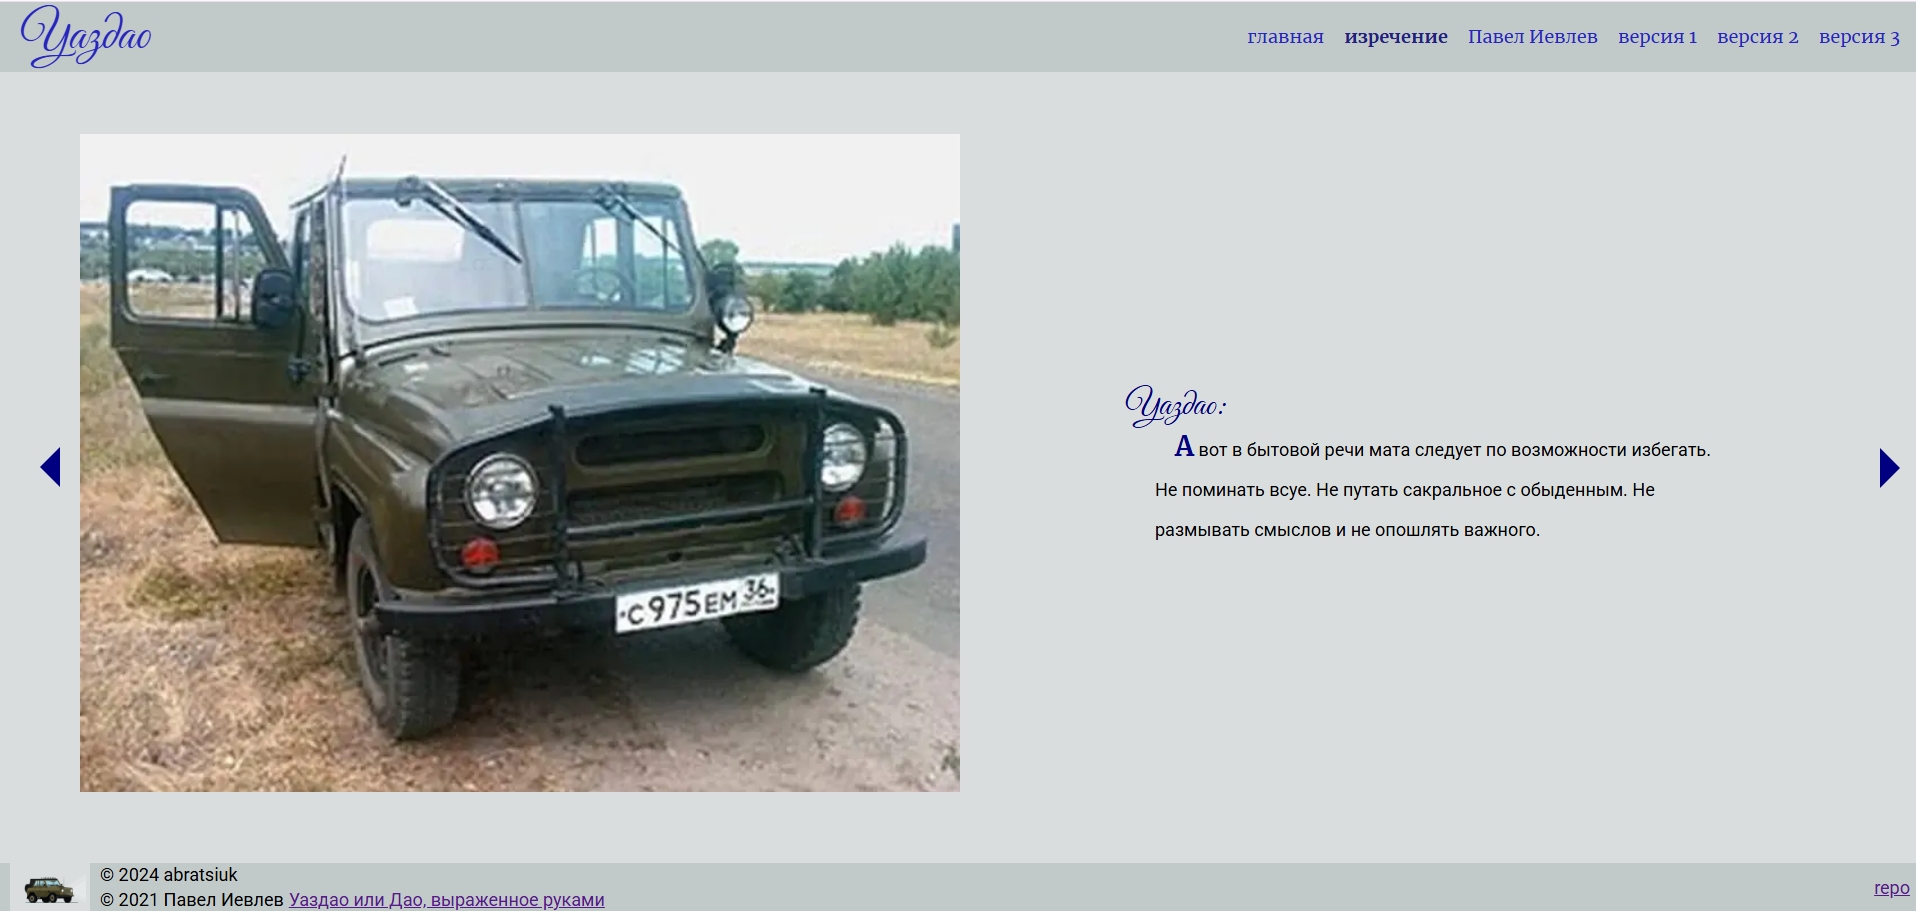 Уаздао
главная изречение Павел Иевлев версия 1 версия 2 версия 3
Уаздао:
А вот в бытовой речи мата следует по возможности избегать.
Не поминать всуе. Не путать сакральное с обыденным. Не
размывать смыслов и не опошлять важного.
С975ЕМ 36
© 2024 abratsiuk
© 2021 Павел Иевлев Уаздао или Дао, выраженное руками
repo